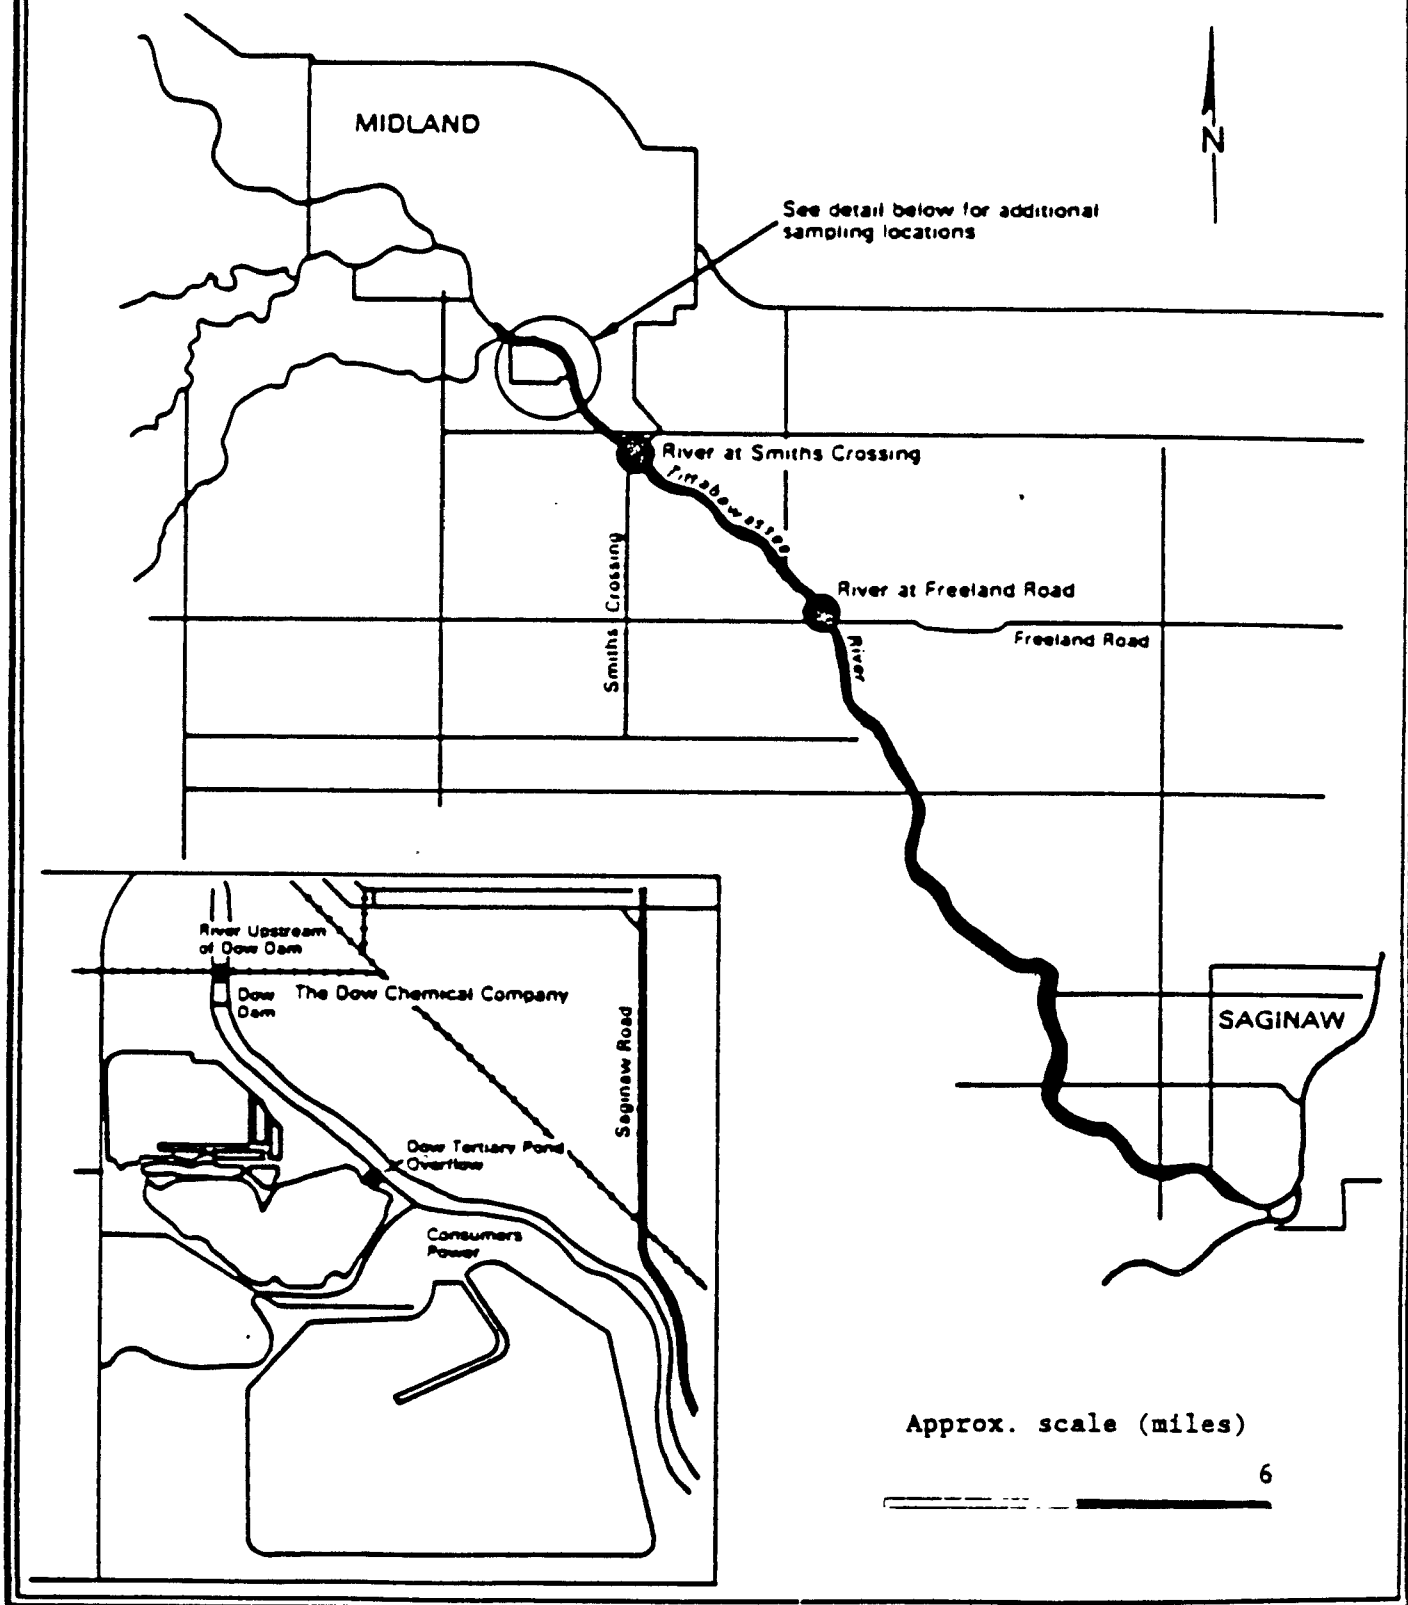 MIDLAND
N
See detail below for additional
sampling locations
River at Smiths Crossing
Tittabawassee
River
Smiths Crossing
River at Freeland Road
Freeland Road
River Upstream
of Dow Dam
Dow
Dam
The Dow Chemical Company
Saginaw Road
Dow Tertiary Pond
Overflow
Consumers
Power
SAGINAW
Approx. scale (miles)
6